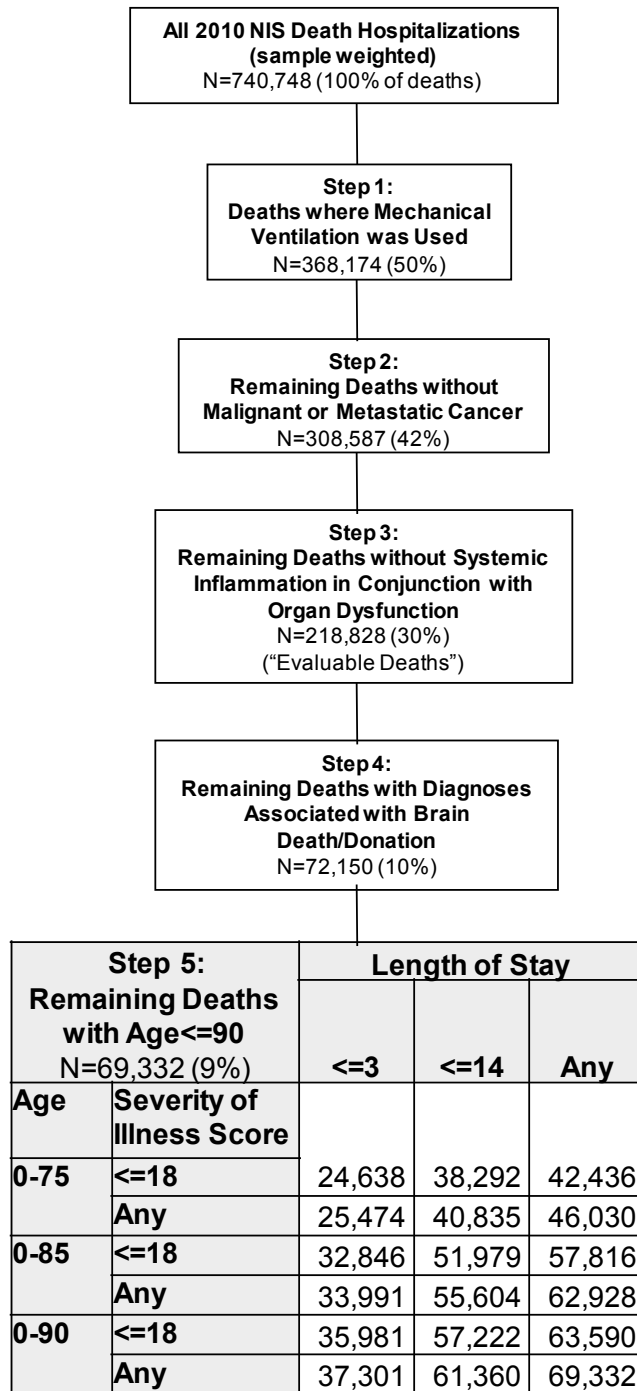 All 2010 NIS Death Hospitalizations
(sample weighted)
N=740,748 (100% of deaths)
Step 1:
Deaths where Mechanical
Ventilation was Used
N=368,174 (50%)
Step 2:
Remaining Deaths without
Malignant or Metastatic Cancer
N=308,587 (42%)
Step 3:
Remaining Deaths without Systemic
Inflammation in Conjunction with
Organ Dysfunction
N=218,828 (30%)
("Evaluable Deaths")
Step 4:
Remaining Deaths with Diagnoses
Associated with Brain
Death/Donation
N=72,150 (10%)
Step 5: Length of Stay
Remaining Deaths
with Age<=90
N=69,332 (9%) <=3 <=14 Any
Age Severity of
Illness Score
0-75 <=18 24,638 38,292 42,436
Any 25,474 40,835 46,030
0-85 <=18 32,846 51,979 57,816
Any 33,991 55,604 62,928
0-90 <=18 35,981 57,222 63,590
Any 37,301 61,360 69,332